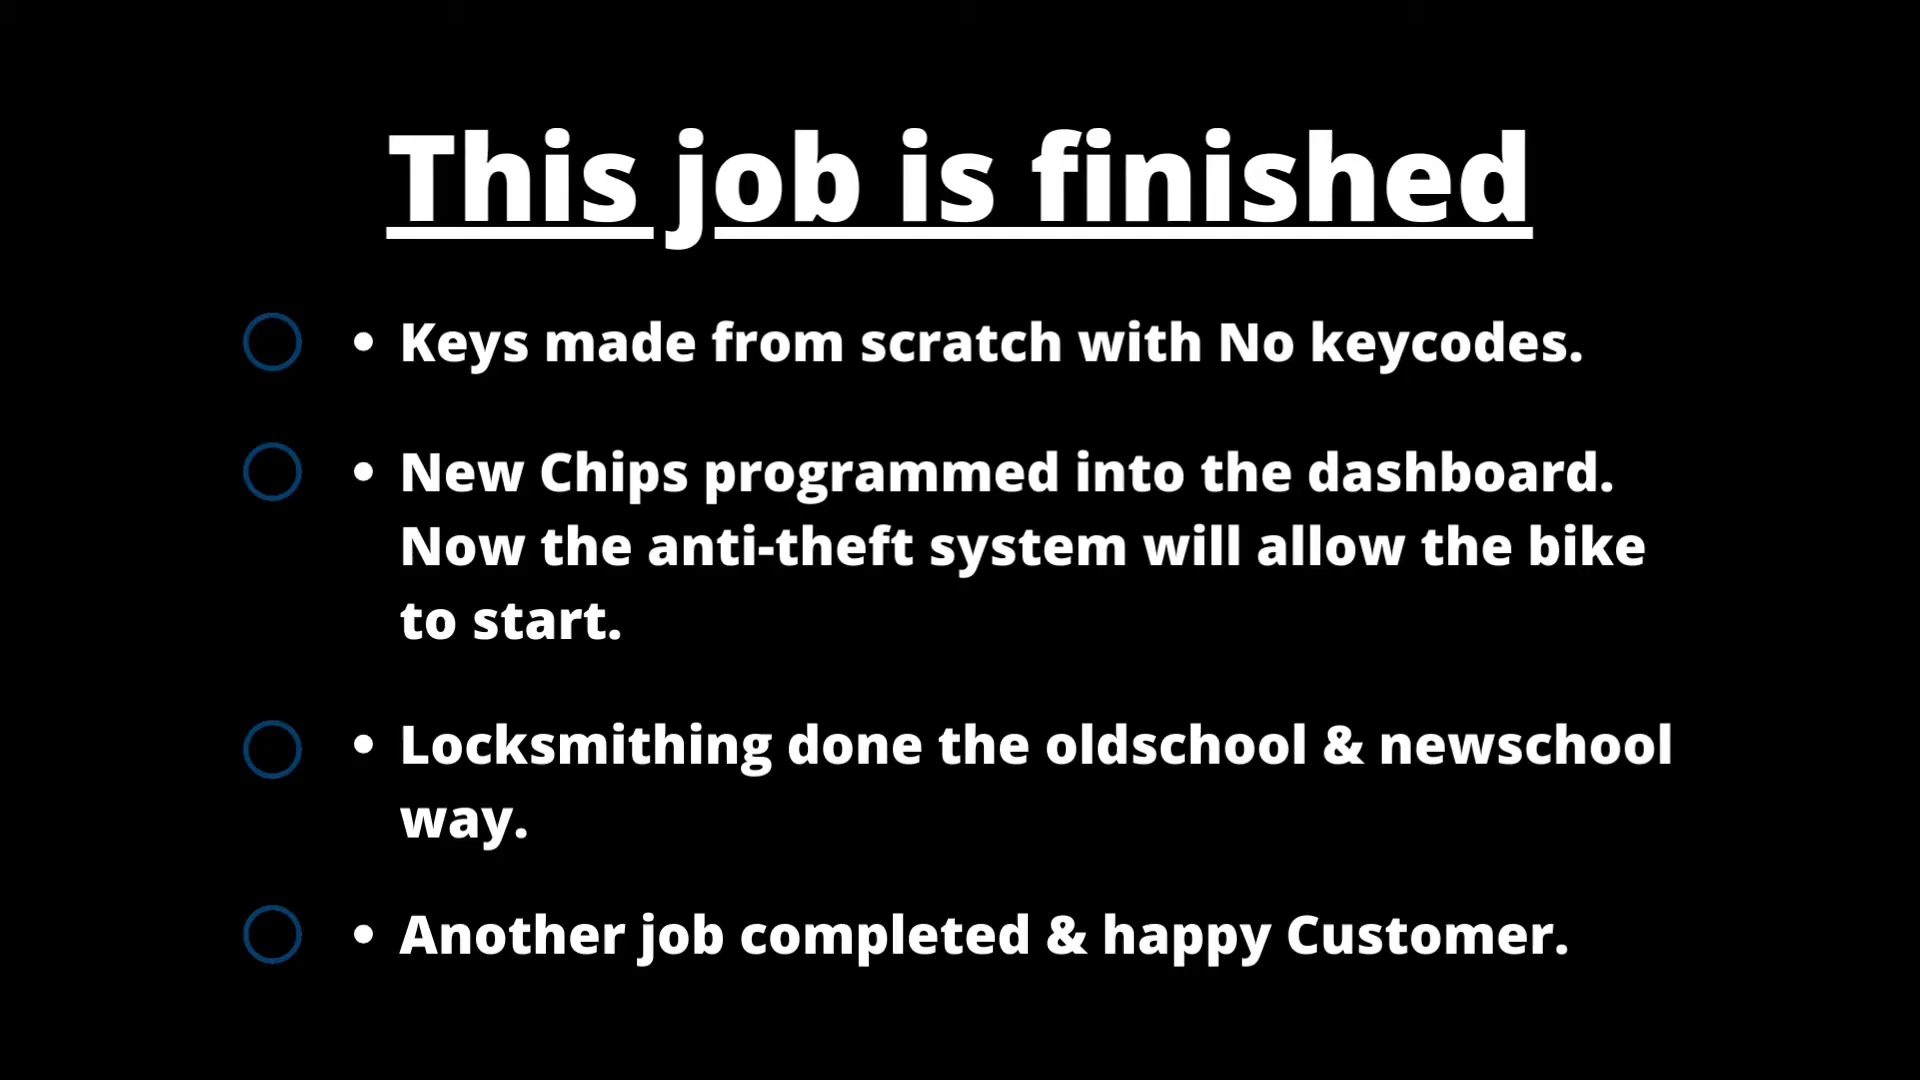 This job is finished
• Keys made from scratch with No keycodes.
• New Chips programmed into the dashboard.
Now the anti-theft system will allow the bike
to start.
• Locksmithing done the oldschool & newschool
way.
• Another job completed & happy Customer.